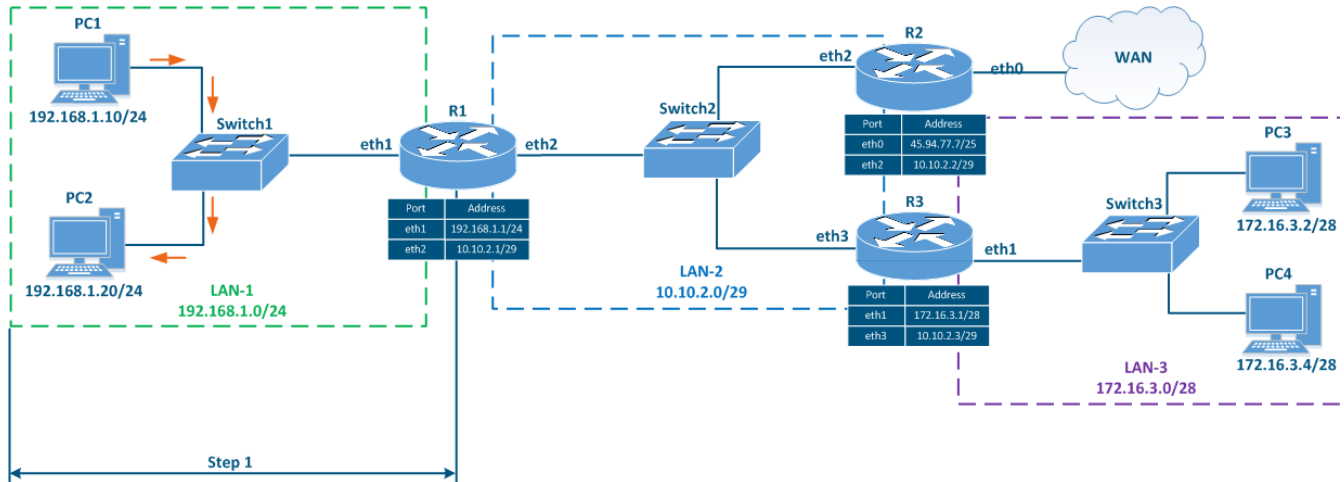 PC1
192.168.1.10/24
Switch1
PC2
192.168.1.20/24
LAN-1
192.168.1.0/24
eth1
R1
eth2
Port Address
eth1 192.168.1.1/24
eth2 10.10.2.1/29
Switch2
LAN-2
10.10.2.0/29
eth2
R2
eth0
WAN
Port Address
eth0 45.94.77.7/25
eth2 10.10.2.2/29
eth3
R3
eth1
Port Address
eth1 172.16.3.1/28
eth3 10.10.2.3/29
Switch3
PC3
172.16.3.2/28
PC4
172.16.3.4/28
LAN-3
172.16.3.0/28
Step 1